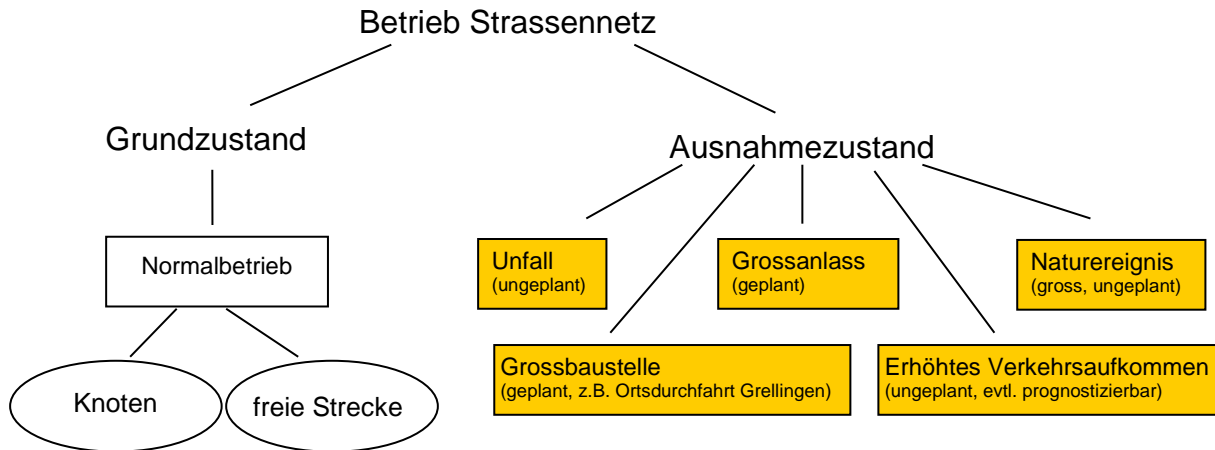 Betrieb Strassennetz
Grundzustand
Ausnahmezustand
Normalbetrieb
Unfall
(ungeplant)
Grossanlass
(geplant)
Naturereignis
(gross, ungeplant)
Knoten
freie Strecke
Grossbaustelle
(geplant, z.B. Ortsdurchfahrt Grellingen)
Erhöhtes Verkehrsaufkommen
(ungeplant, evtl. prognostizierbar)